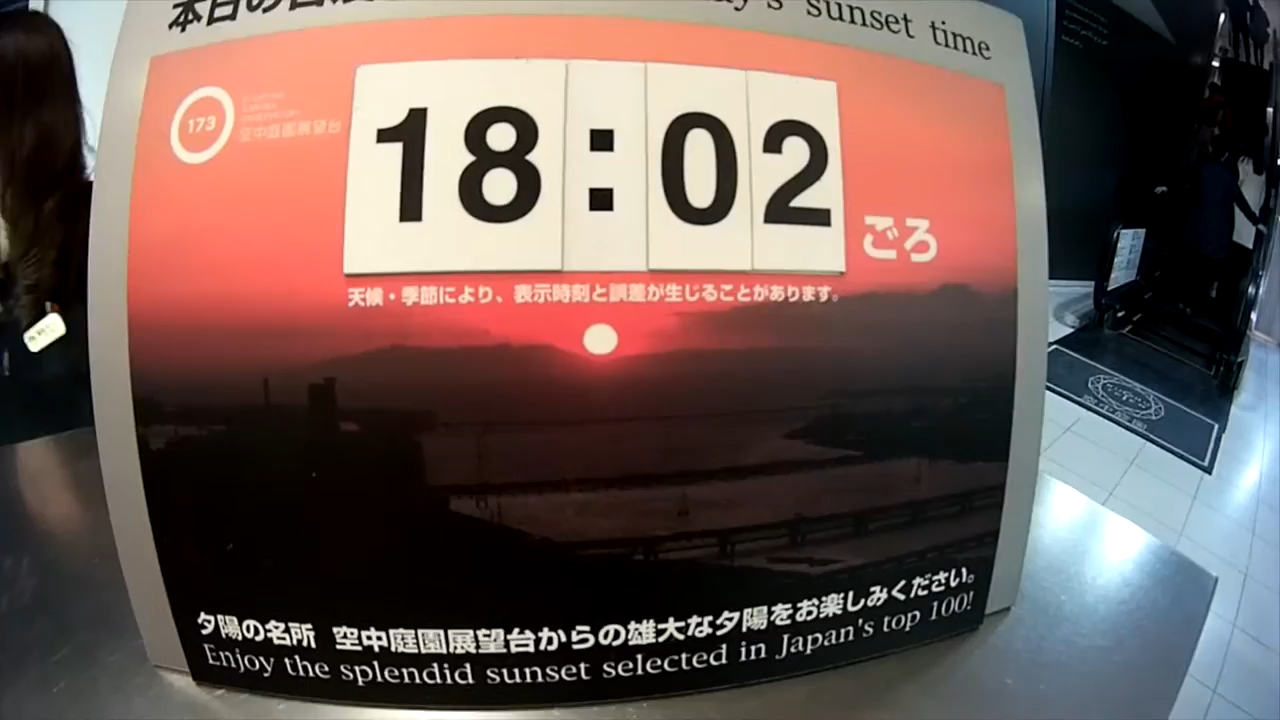 本日の日
y's sunset time
173
空中庭園展望台
18:02
ごろ
天候・季節により、表示時刻と誤差が生じることがあります。
夕陽の名所 空中庭園展望台からの雄大な夕陽をお楽しみください。
Enjoy the splendid sunset selected in Japan's top 100!